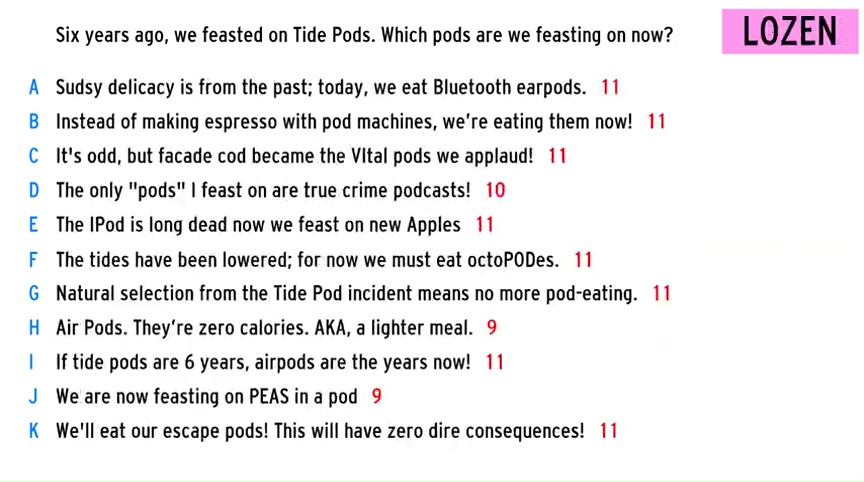 Six years ago, we feasted on Tide Pods. Which pods are we feasting on now?
LOZEN
A Sudsy delicacy is from the past; today, we eat Bluetooth earpods. 11
B Instead of making espresso with pod machines, we're eating them now! 11
C It's odd, but facade cod became the VItal pods we applaud! 11
D The only "pods" I feast on are true crime podcasts! 10
E The IPod is long dead now we feast on new Apples 11
F The tides have been lowered; for now we must eat octoPODes. 11
G Natural selection from the Tide Pod incident means no more pod-eating. 11
H Air Pods. They're zero calories. AKA, a lighter meal. 9
I If tide pods are 6 years, airpods are the years now! 11
J We are now feasting on PEAS in a pod 9
K We'll eat our escape pods! This will have zero dire consequences! 11